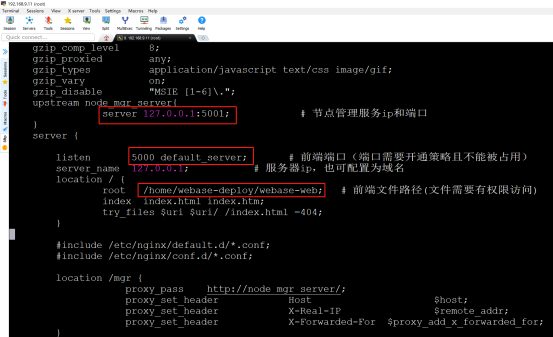 192.168.9.11 (root)
Terminal Sessions View X server Tools Settings Macros Help
Session Servers Tools Sessions View Split MultiExec Tunneling Packages Settings Help
Quick connect...
192.168.9.11 (root)
Sessions
Tools
Macros
gzip_comp_level 8;
gzip_proxied any;
gzip_types application/javascript text/css image/gif;
gzip_vary on;
gzip_disable "MSIE [1-6]\.";
upstream node_mgr_server{
server 127.0.0.1:5001; # 节点管理服务ip和端口
}
server {
listen 5000 default_server; # 前端端口（端口需要开通策略且不能被占用）
server_name 127.0.0.1; # 服务器ip，也可配置为域名
location / {
root /home/webase-deploy/webase-web; # 前端文件路径(文件需要有权限访问)
index index.html index.htm;
try_files $uri $uri/ /index.html =404;
}
#include /etc/nginx/default.d/*.conf;
#include /etc/nginx/conf.d/*.conf;
location /mgr {
proxy_pass http://node_mgr_server/;
proxy_set_header Host $host;
proxy_set_header X-Real-IP $remote_addr;
proxy_set_header X-Forwarded-For $proxy_add_x_forwarded_for;
}